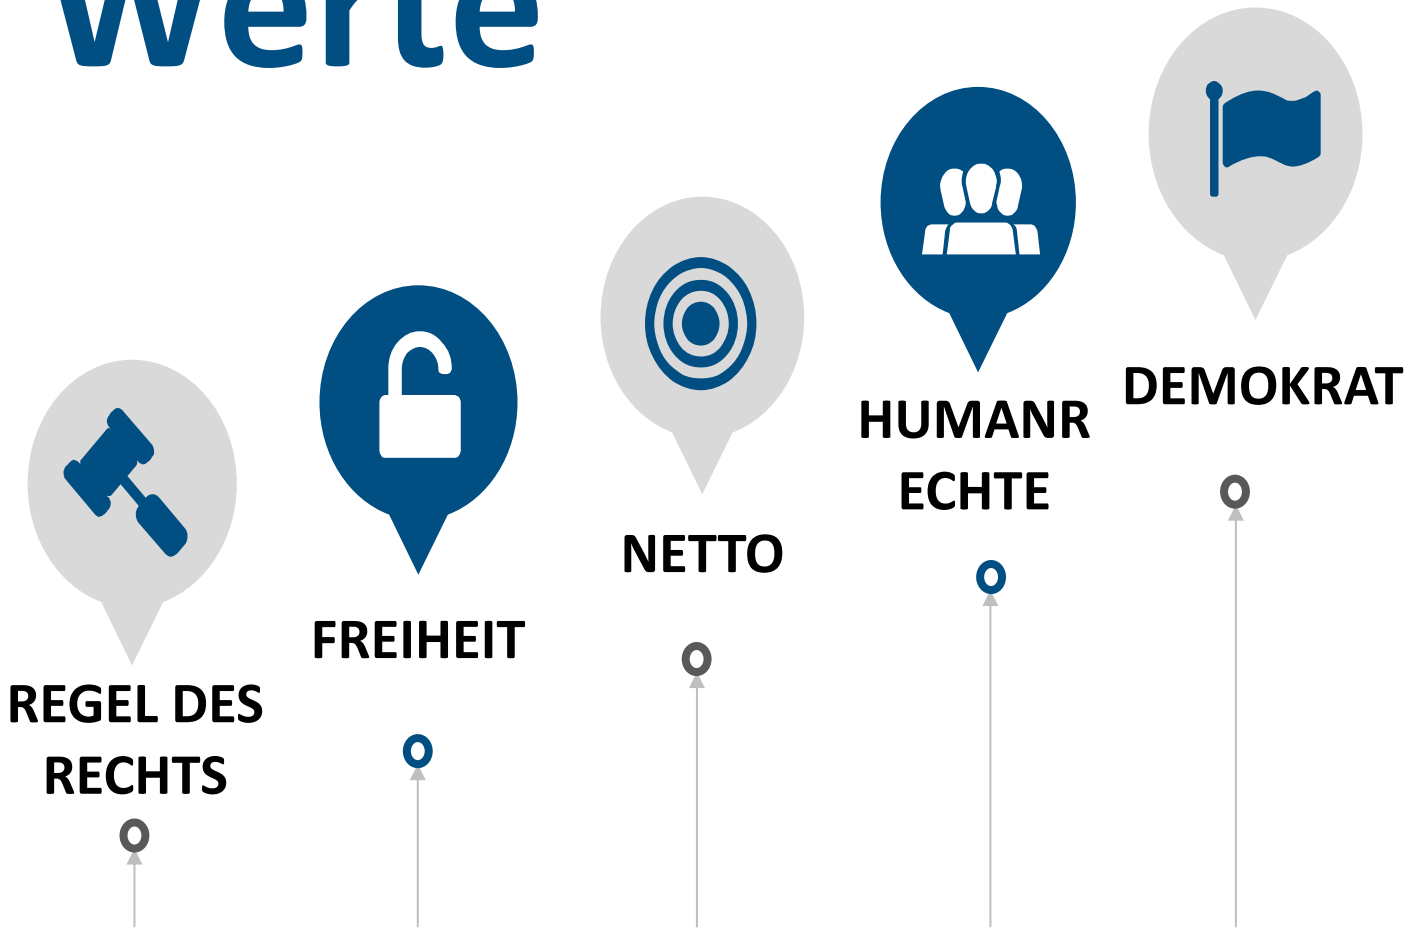 Werte
DEMOKRAT
HUMANR
ECHTE
NETTO
FREIHEIT
REGEL DES
RECHTS